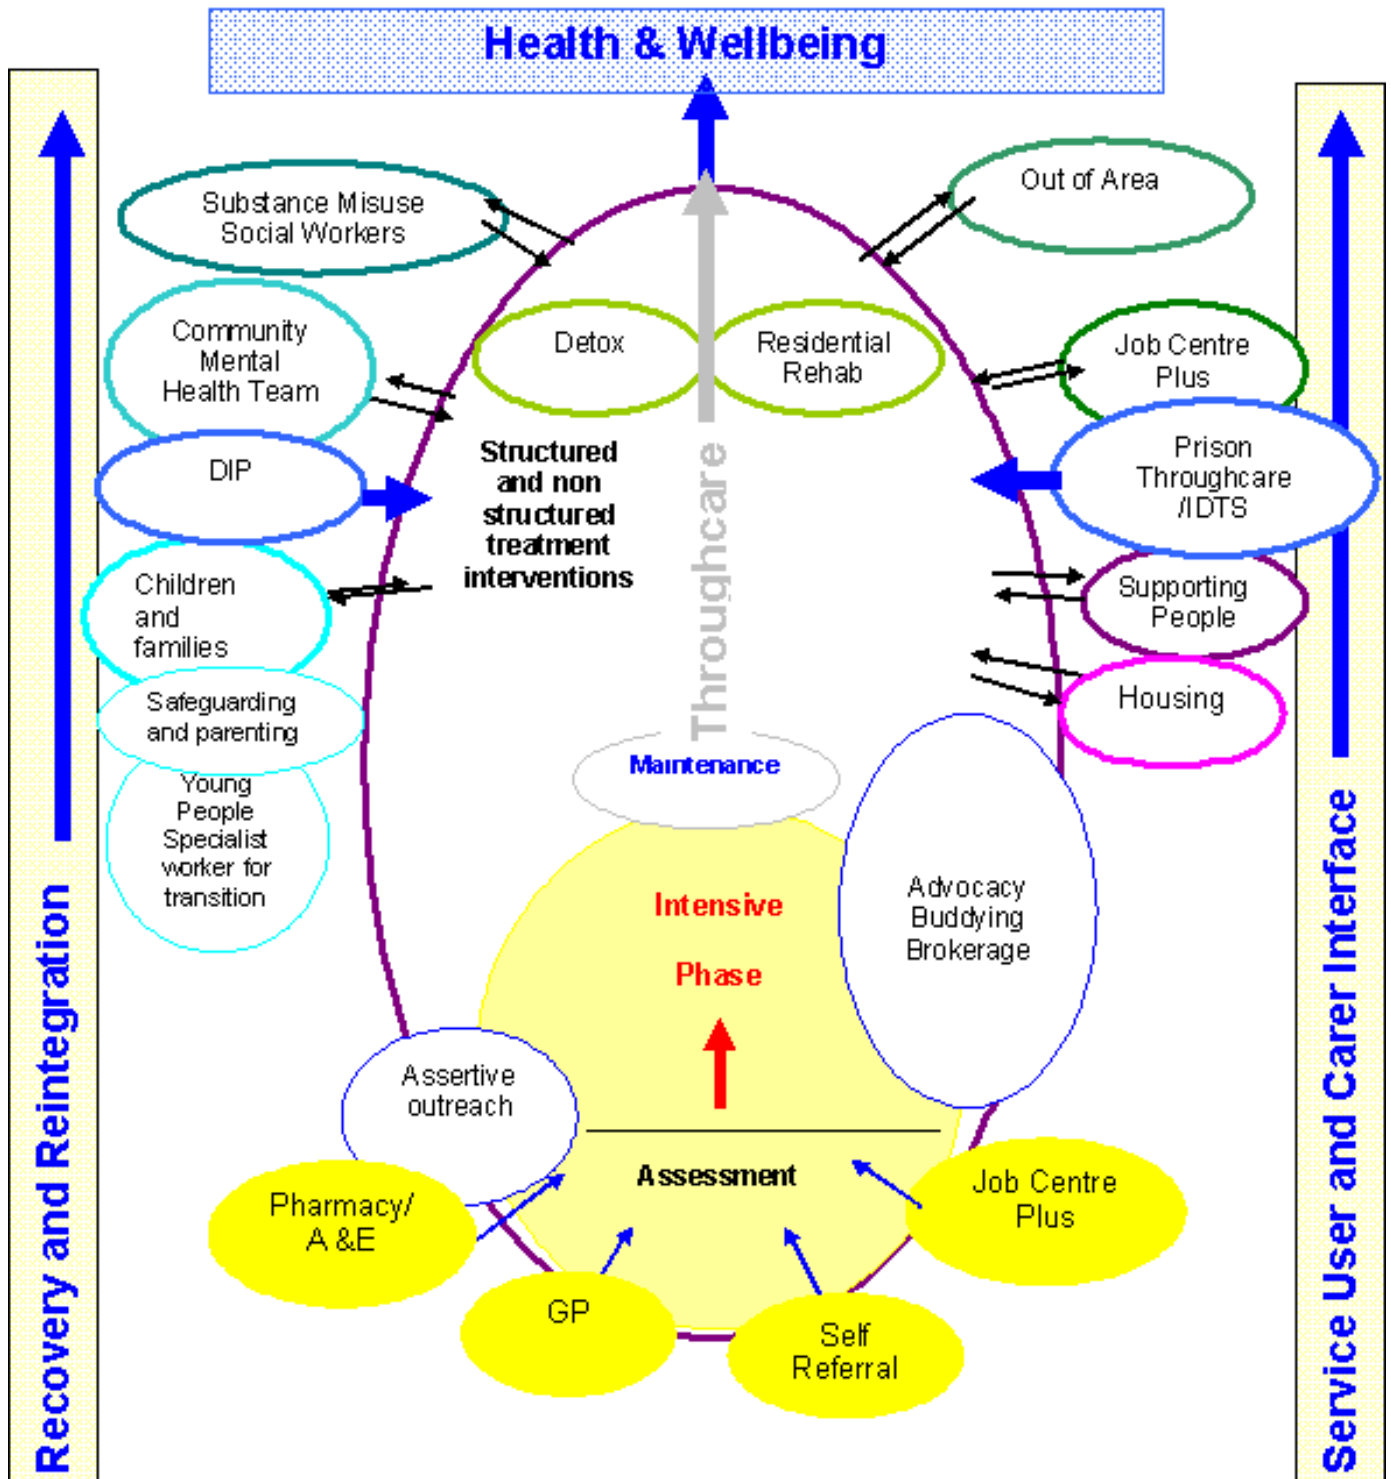 Health & Wellbeing
Substance Misuse
Social Workers
Out of Area
Community
Mental
Health Team
Detox
Residential
Rehab
Job Centre
Plus
DIP
Structured
and non
structured
treatment
interventions
Prison
Throughcare
/IDTS
Children
and
families
Throughcare
Supporting
People
Safeguarding
and parenting
Housing
Maintenance
Young
People
Specialist
worker for
transition
Intensive
Phase
Advocacy
Buddying
Brokerage
Assertive
outreach
Assessment
Pharmacy/
A &E
Job Centre
Plus
GP
Self
Referral
Recovery and Reintegration
Service User and Carer Interface